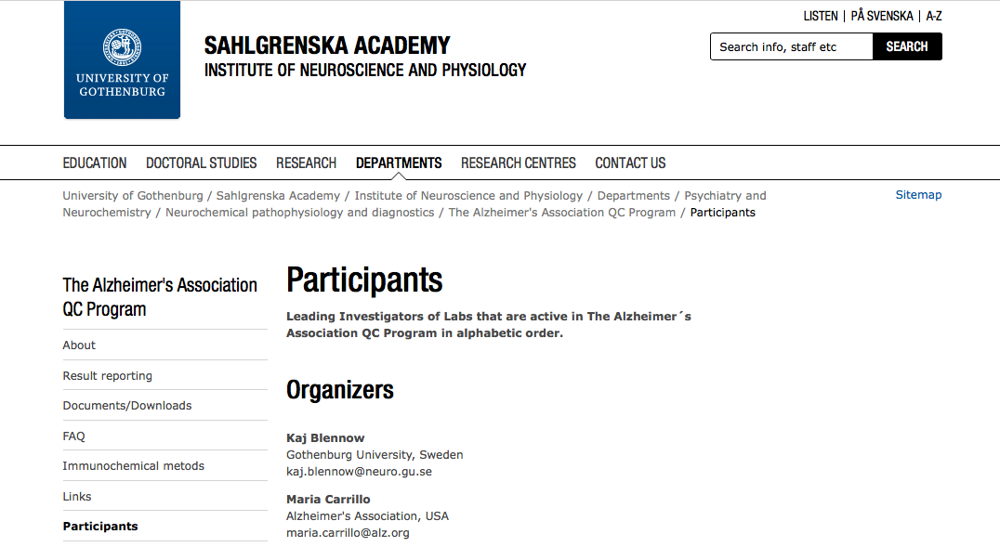 LISTEN | PÅ SVENSKA | A-Z
Search info, staff etc SEARCH
UNIVERSITY OF
GOTHENBURG
SAHLGRENSKA ACADEMY
INSTITUTE OF NEUROSCIENCE AND PHYSIOLOGY
EDUCATION DOCTORAL STUDIES RESEARCH DEPARTMENTS RESEARCH CENTRES CONTACT US
University of Gothenburg / Sahlgrenska Academy / Institute of Neuroscience and Physiology / Departments / Psychiatry and
Neurochemistry / Neurochemical pathophysiology and diagnostics / The Alzheimer's Association QC Program / Participants
Sitemap
The Alzheimer's Association
QC Program
About
Result reporting
Documents/Downloads
FAQ
Immunochemical metods
Links
Participants
Participants
Leading Investigators of Labs that are active in The Alzheimer´s
Association QC Program in alphabetic order.
Organizers
Kaj Blennow
Gothenburg University, Sweden
kaj.blennow@neuro.gu.se
Maria Carrillo
Alzheimer's Association, USA
maria.carrillo@alz.org